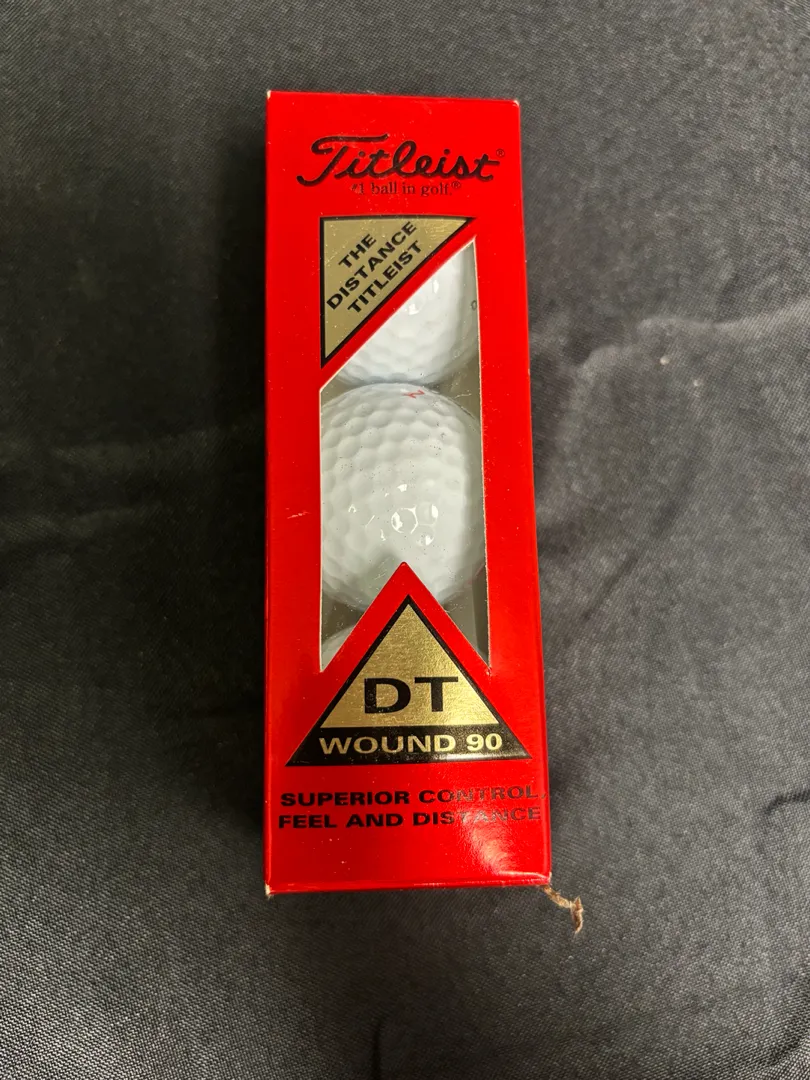 Titleist®
#1 ball in golf.®
THE
DISTANCE
TITLEIST
DT
WOUND 90
SUPERIOR CONTROL,
FEEL AND DISTANCE